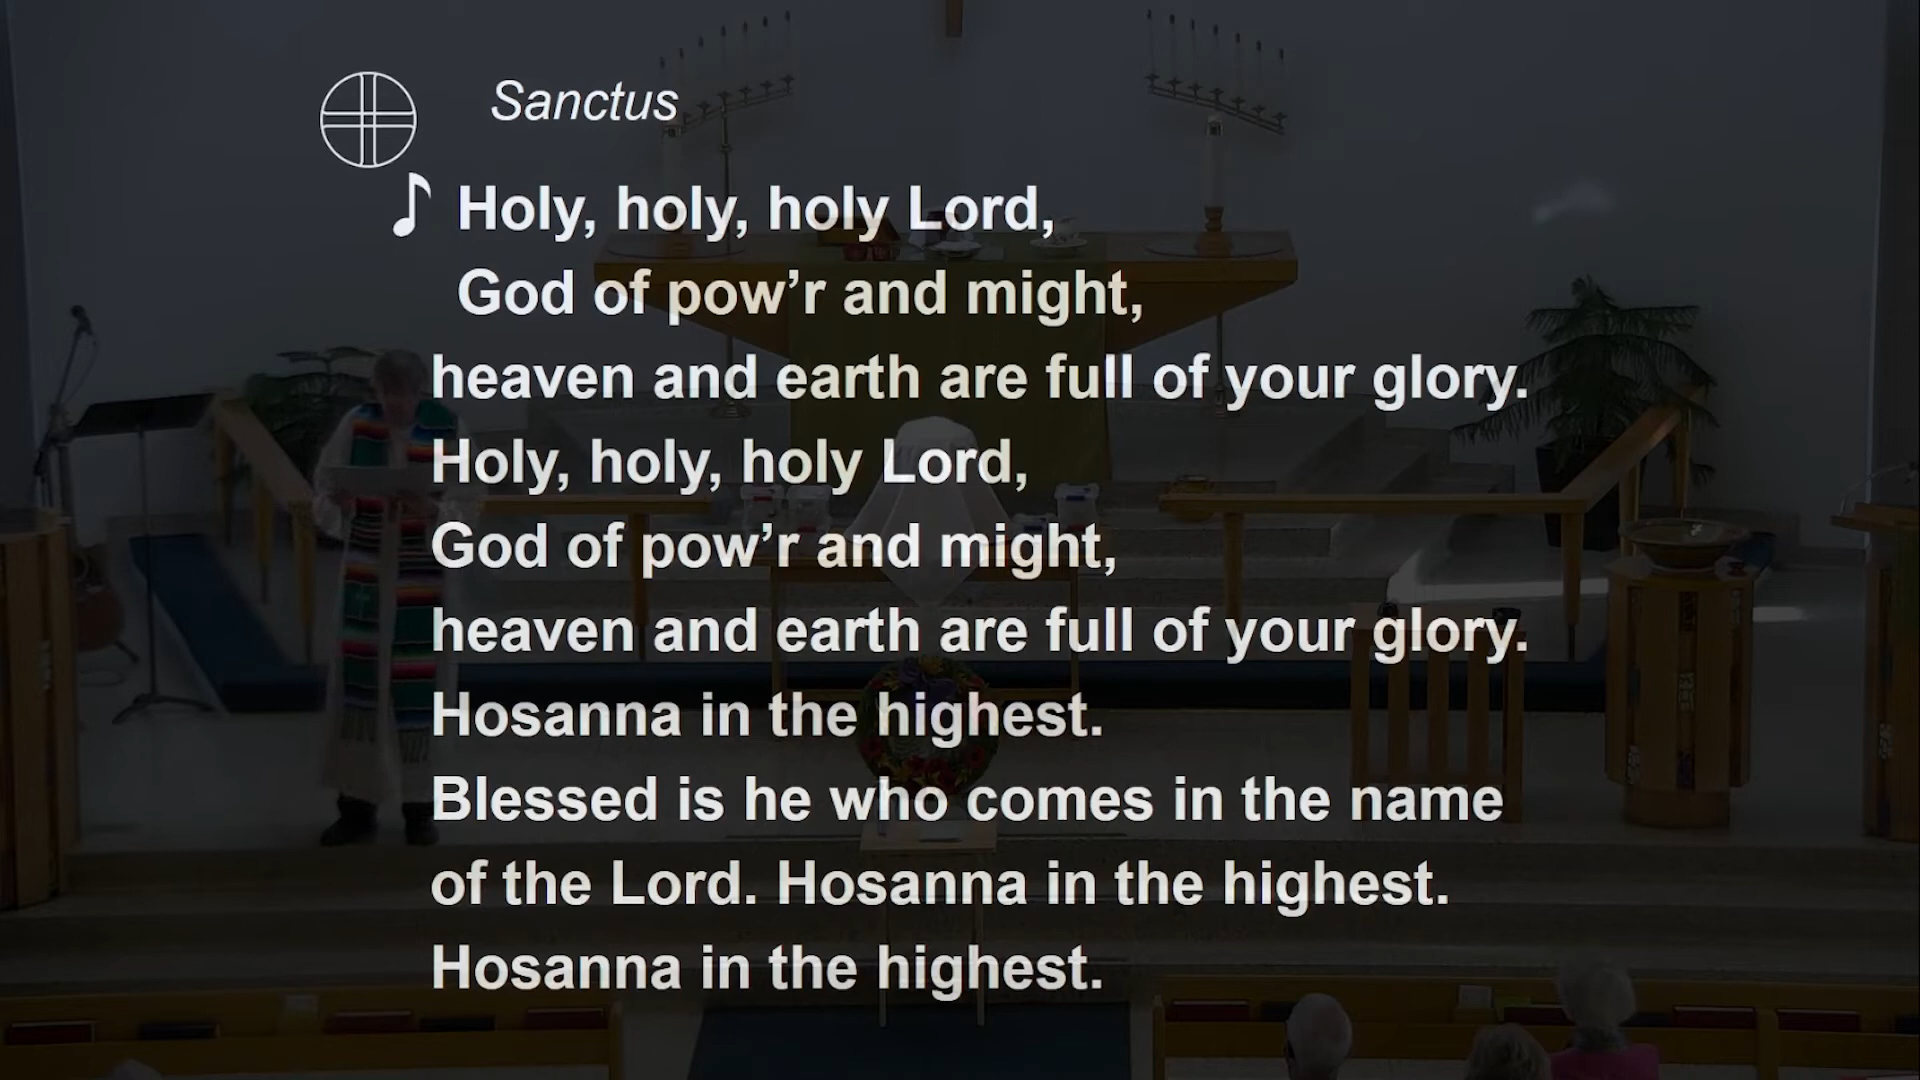 Sanctus
Holy, holy, holy Lord,
God of pow’r and might,
heaven and earth are full of your glory.
Holy, holy, holy Lord,
God of pow’r and might,
heaven and earth are full of your glory.
Hosanna in the highest.
Blessed is he who comes in the name
of the Lord. Hosanna in the highest.
Hosanna in the highest.